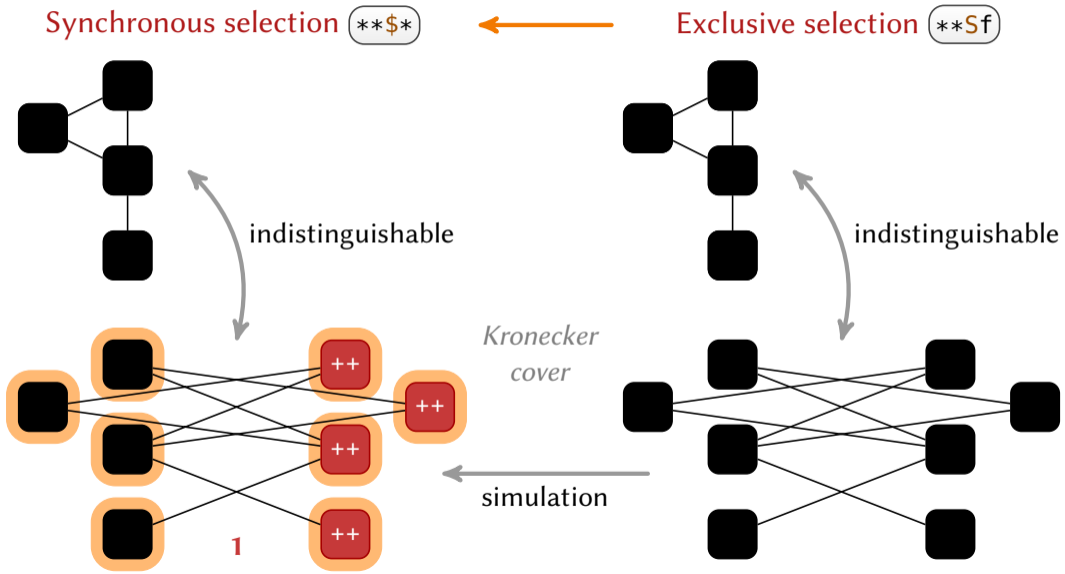 Synchronous selection **$*
Exclusive selection **Sf
indistinguishable
indistinguishable
Kronecker
cover
++
++
++
++
simulation
1